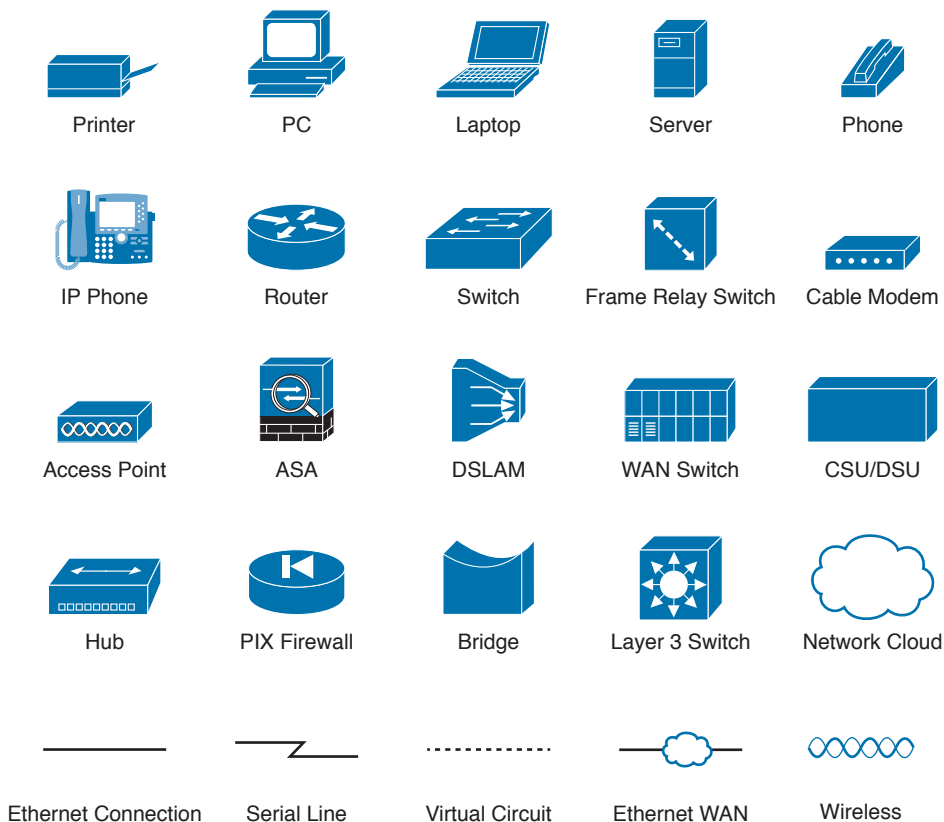 Printer
PC
Laptop
Server
Phone
IP Phone
Router
Switch
Frame Relay Switch
Cable Modem
Access Point
ASA
DSLAM
WAN Switch
CSU/DSU
Hub
PIX Firewall
Bridge
Layer 3 Switch
Network Cloud
Ethernet Connection
Serial Line
Virtual Circuit
Ethernet WAN
Wireless